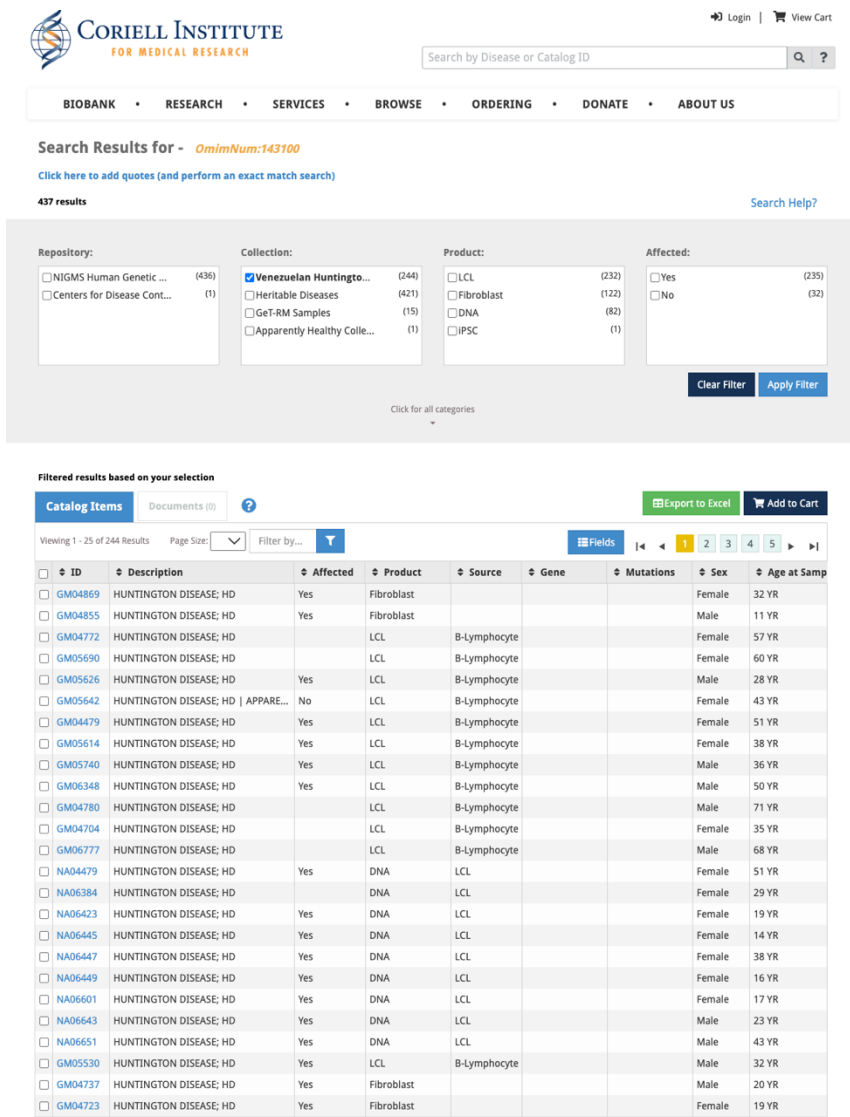 Login | View Cart
CORIELL INSTITUTE
FOR MEDICAL RESEARCH
Search by Disease or Catalog ID ?
BIOBANK • RESEARCH • SERVICES • BROWSE • ORDERING • DONATE • ABOUT US
Search Results for - OmimNum:143100
Click here to add quotes (and perform an exact match search)
437 results Search Help?
Repository: Collection: Product: Affected:
NIGMS Human Genetic ... (436) Venezuelan Huntingto... (244) LCL (232) Yes (235)
Centers for Disease Cont... (1) Heritable Diseases (421) Fibroblast (122) No (32)
GeT-RM Samples (15) DNA (82)
Apparently Healthy Colle... (1) iPSC (1)
Clear Filter Apply Filter
Click for all categories
Filtered results based on your selection
Catalog Items Documents (0) ? Export to Excel Add to Cart
Viewing 1 - 25 of 244 Results Page Size: Filter by... Fields 1 2 3 4 5
ID Description Affected Product Source Gene Mutations Sex Age at Samp
GM04869 HUNTINGTON DISEASE; HD Yes Fibroblast Female 32 YR
GM04855 HUNTINGTON DISEASE; HD Yes Fibroblast Male 11 YR
GM04772 HUNTINGTON DISEASE; HD LCL B-Lymphocyte Female 57 YR
GM05690 HUNTINGTON DISEASE; HD LCL B-Lymphocyte Female 60 YR
GM05626 HUNTINGTON DISEASE; HD Yes LCL B-Lymphocyte Male 28 YR
GM05642 HUNTINGTON DISEASE; HD | APPARE... No LCL B-Lymphocyte Female 43 YR
GM04479 HUNTINGTON DISEASE; HD Yes LCL B-Lymphocyte Female 51 YR
GM05614 HUNTINGTON DISEASE; HD Yes LCL B-Lymphocyte Female 38 YR
GM05740 HUNTINGTON DISEASE; HD Yes LCL B-Lymphocyte Male 36 YR
GM06348 HUNTINGTON DISEASE; HD Yes LCL B-Lymphocyte Male 50 YR
GM04780 HUNTINGTON DISEASE; HD LCL B-Lymphocyte Male 71 YR
GM04704 HUNTINGTON DISEASE; HD LCL B-Lymphocyte Female 35 YR
GM06777 HUNTINGTON DISEASE; HD LCL B-Lymphocyte Male 68 YR
NA04479 HUNTINGTON DISEASE; HD Yes DNA LCL Female 51 YR
NA06384 HUNTINGTON DISEASE; HD DNA LCL Female 29 YR
NA06423 HUNTINGTON DISEASE; HD Yes DNA LCL Female 19 YR
NA06445 HUNTINGTON DISEASE; HD Yes DNA LCL Female 14 YR
NA06447 HUNTINGTON DISEASE; HD Yes DNA LCL Female 38 YR
NA06449 HUNTINGTON DISEASE; HD Yes DNA LCL Female 16 YR
NA06601 HUNTINGTON DISEASE; HD Yes DNA LCL Female 17 YR
NA06643 HUNTINGTON DISEASE; HD Yes DNA LCL Male 23 YR
NA06651 HUNTINGTON DISEASE; HD Yes DNA LCL Male 43 YR
GM05530 HUNTINGTON DISEASE; HD Yes LCL B-Lymphocyte Male 32 YR
GM04737 HUNTINGTON DISEASE; HD Yes Fibroblast Male 20 YR
GM04723 HUNTINGTON DISEASE; HD Yes Fibroblast Female 19 YR